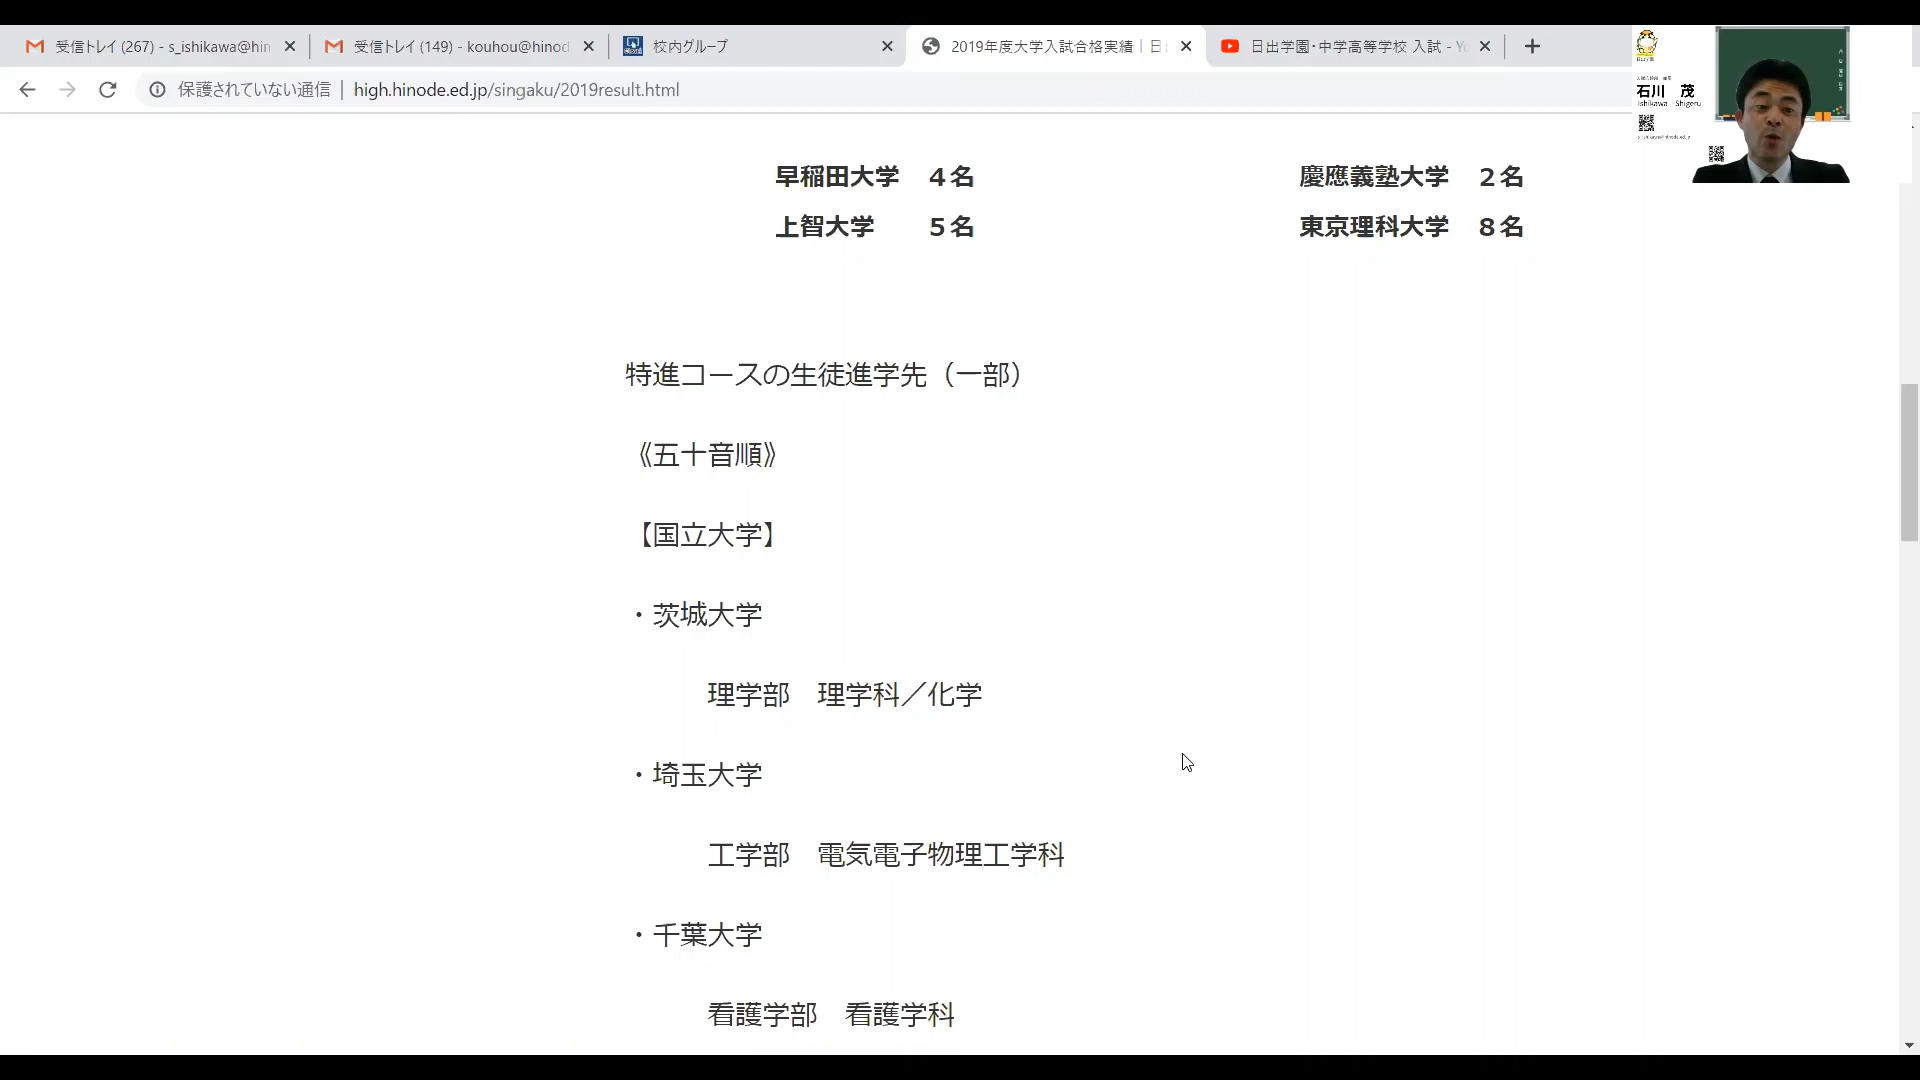 受信トレイ (267) - s_ishikawa@hin
受信トレイ (149) - kouhou@hinod
校内グループ
2019年度大学入試合格実績｜日
日出学園・中学高等学校 入試 - Yo
保護されていない通信 | high.hinode.ed.jp/singaku/2019result.html
石川　茂
Ishikawa Shigeru
早稲田大学　４名
慶應義塾大学　２名
上智大学　　５名
東京理科大学　８名
特進コースの生徒進学先（一部）
《五十音順》
【国立大学】
・茨城大学
理学部　理学科／化学
・埼玉大学
工学部　電気電子物理工学科
・千葉大学
看護学部　看護学科